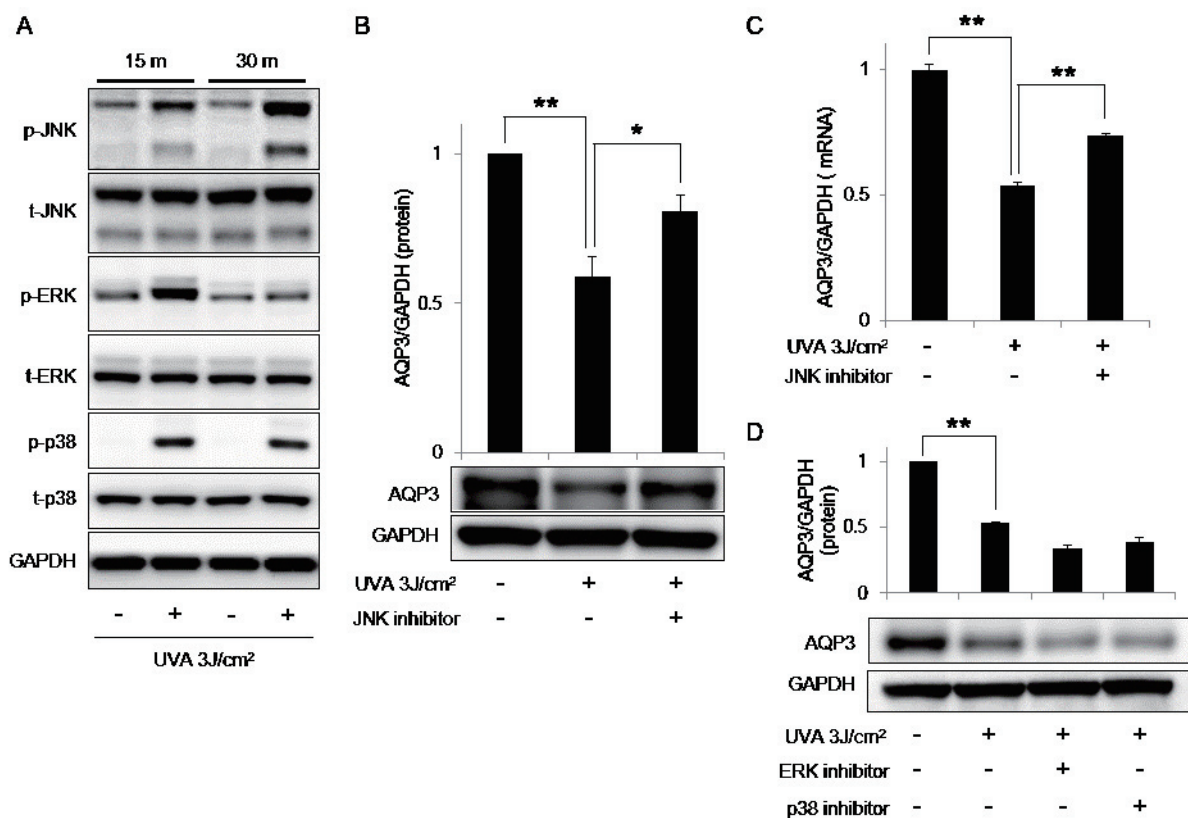 A
15 m 30 m
p-JNK
t-JNK
p-ERK
t-ERK
p-p38
t-p38
GAPDH
- + - +
UVA 3J/cm²
B
** *
AQP3/GAPDH (protein)
1
0.5
0
AQP3
GAPDH
UVA 3J/cm² - + +
JNK inhibitor - - +
C
** **
AQP3/GAPDH ( mRNA)
1
0.5
0
UVA 3J/cm² - + +
JNK inhibitor - - +
D
**
AQP3/GAPDH
(protein)
1
0.5
0
AQP3
GAPDH
UVA 3J/cm² - + + +
ERK inhibitor - - + -
p38 inhibitor - - - +